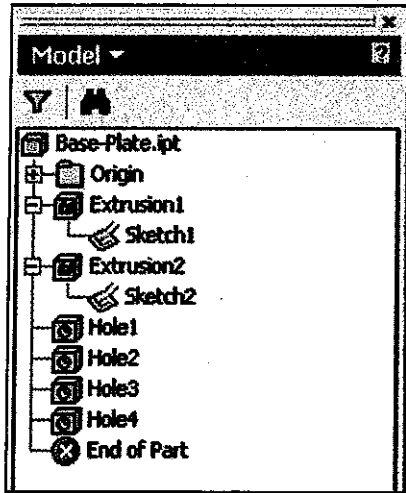 Model
Base-Plate.ipt
Origin
Extrusion1
Sketch1
Extrusion2
Sketch2
Hole1
Hole2
Hole3
Hole4
End of Part